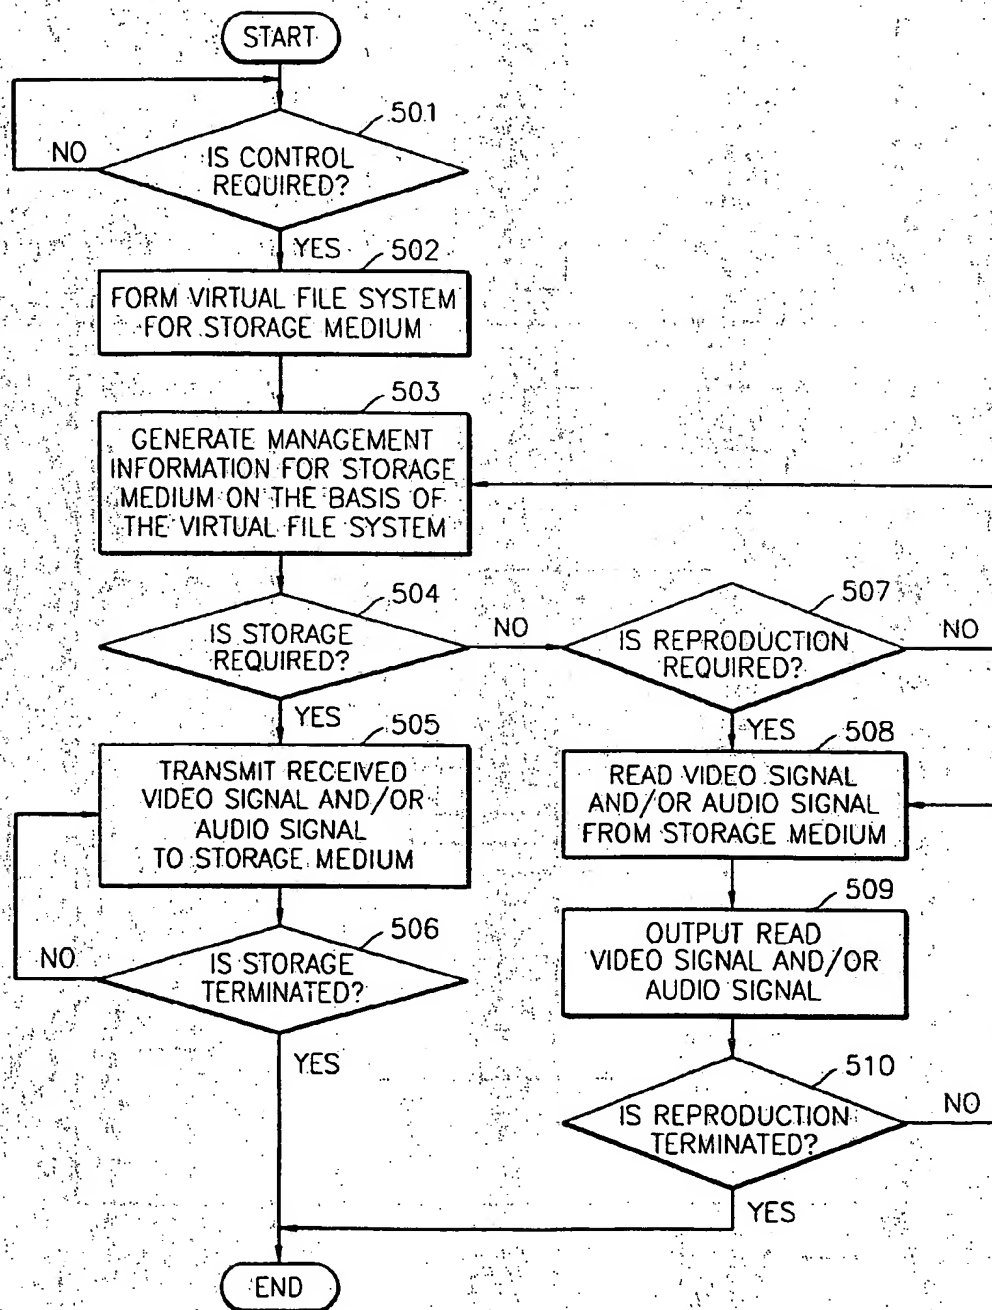 START
501
NO
IS CONTROL
REQUIRED?
YES
502
FORM VIRTUAL FILE SYSTEM
FOR STORAGE MEDIUM
503
GENERATE MANAGEMENT
INFORMATION FOR STORAGE
MEDIUM ON THE BASIS OF
THE VIRTUAL FILE SYSTEM
504
IS STORAGE
REQUIRED?
NO
507
IS REPRODUCTION
REQUIRED?
NO
YES
505
TRANSMIT RECEIVED
VIDEO SIGNAL AND/OR
AUDIO SIGNAL
TO STORAGE MEDIUM
YES
508
READ VIDEO SIGNAL
AND/OR AUDIO SIGNAL
FROM STORAGE MEDIUM
506
NO
IS STORAGE
TERMINATED?
YES
509
OUTPUT READ
VIDEO SIGNAL AND/OR
AUDIO SIGNAL
510
IS REPRODUCTION
TERMINATED?
NO
YES
END